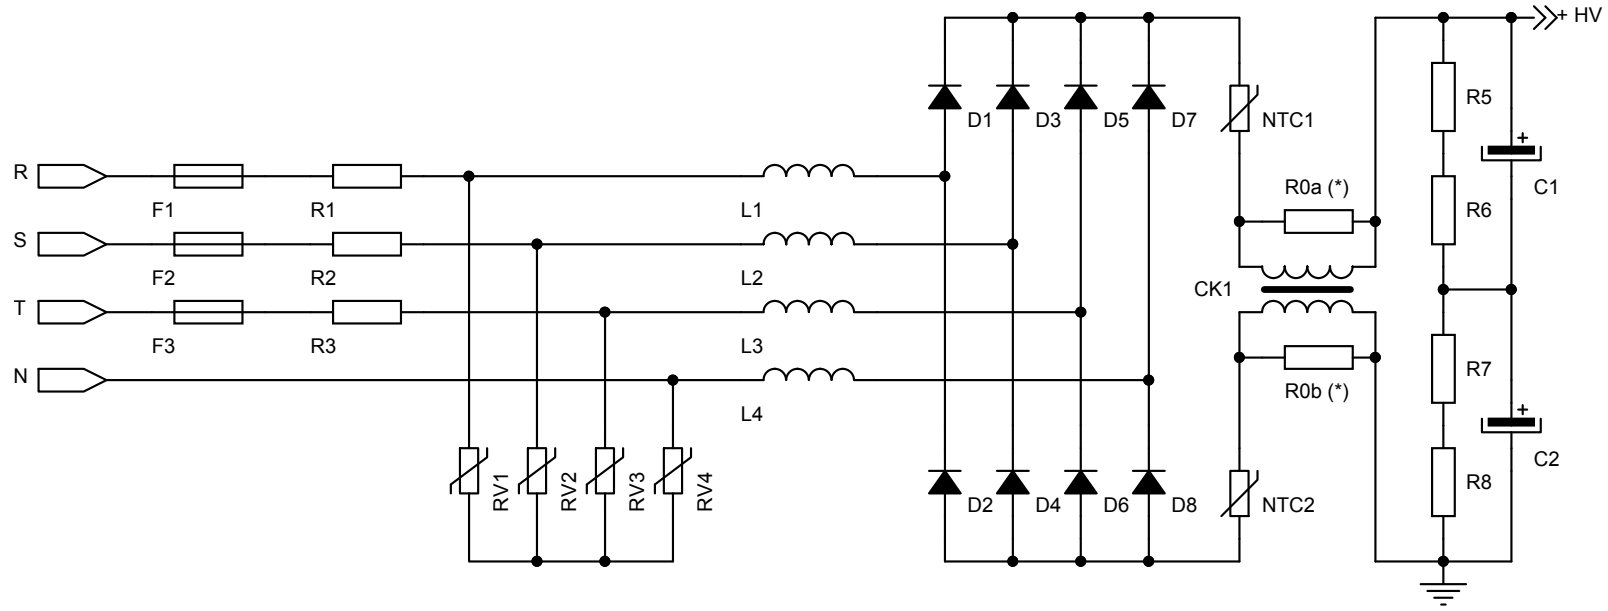 + HV
R5
D1
D3
D5
D7
NTC1
R
S
T
N
F1
R1
L1
R0a (*)
C1
R6
F2
R2
L2
CK1
F3
R3
L3
R7
R0b (*)
L4
C2
R8
RV1
RV2
RV3
RV4
D2
D4
D6
D8
NTC2
+
+